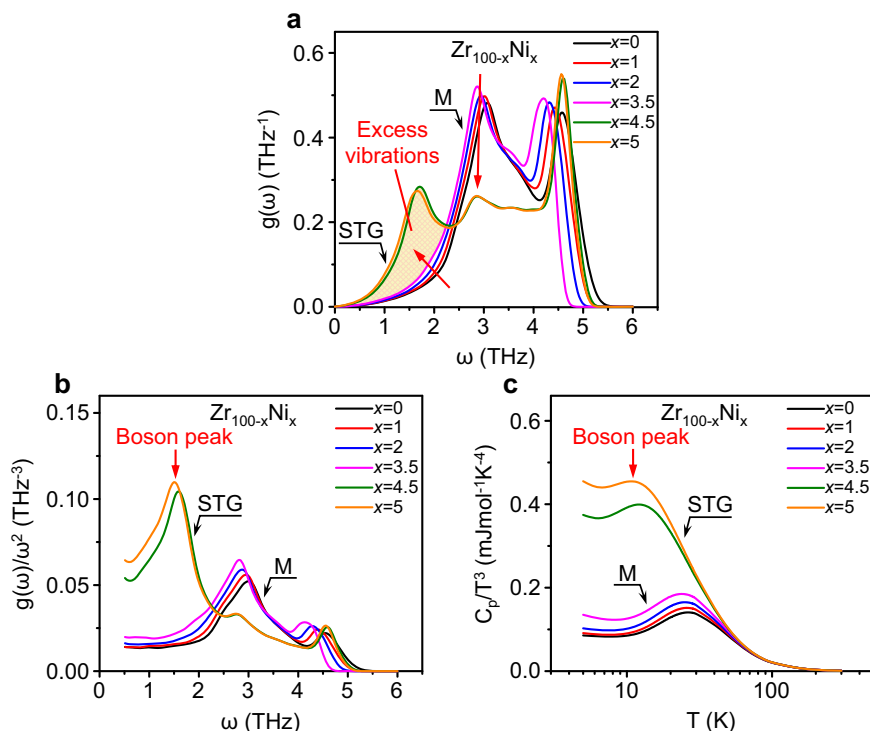 a
Zr100-xNix
M
Excess
vibrations
STG
x=0
x=1
x=2
x=3.5
x=4.5
x=5
g(ω) (THz-1)
0.6
0.4
0.2
0.0
0 1 2 3 4 5 6
ω (THz)
b
Zr100-xNix
Boson peak
STG
M
x=0
x=1
x=2
x=3.5
x=4.5
x=5
g(ω)/ω2 (THz-3)
0.15
0.10
0.05
0.00
0 1 2 3 4 5 6
ω (THz)
c
Zr100-xNix
Boson peak
STG
M
x=0
x=1
x=2
x=3.5
x=4.5
x=5
Cp/T3 (mJmol-1K-4)
0.6
0.4
0.2
0.0
10 100
T (K)